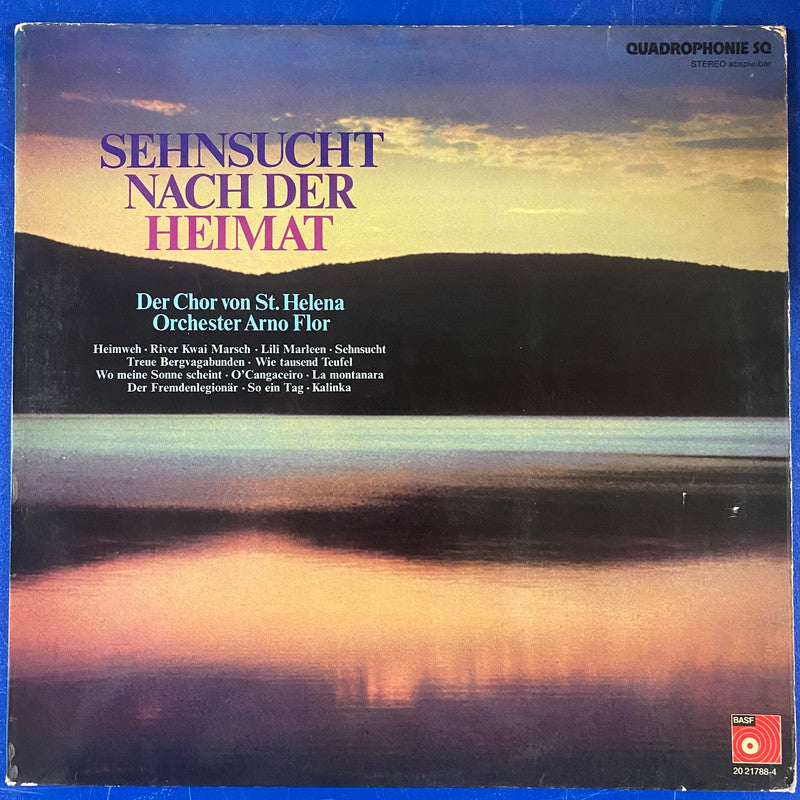 QUADROPHONIE SQ
STEREO abspielbar
SEHNSUCHT
NACH DER
HEIMAT
Der Chor von St. Helena
Orchester Arno Flor
Heimweh · River Kwai Marsch · Lili Marleen · Sehnsucht
Treue Bergvagabunden · Wie tausend Teufel
Wo meine Sonne scheint · O'Cangaceiro · La montanara
Der Fremdenlegionär · So ein Tag · Kalinka
BASF
20 21788-4